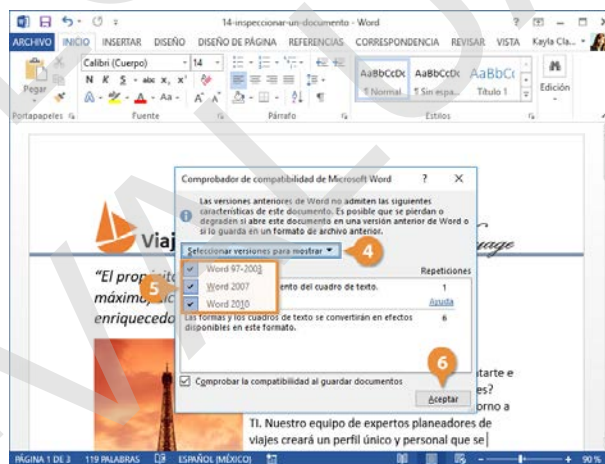 14-inspeccionar-un-documento - Word
ARCHIVO INICIO INSERTAR DISEÑO DISEÑO DE PÁGINA REFERENCIAS CORRESPONDENCIA REVISAR VISTA Kayla Cla...
Calibri (Cuerpo) 14
Pegar N K S abc x₂ x² AaBbCcDc AaBbCcDc AaBbCc Edición
A Aa A A ¶ Normal ¶ Sin espa... Título 1
Portapapeles Fuente Párrafo Estilos
Comprobador de compatibilidad de Microsoft Word ? X
Las versiones anteriores de Word no admiten las siguientes
características de este documento. Es posible que se pierdan o
degraden si abre este documento en una versión anterior de Word o
si lo guarda en un formato de archivo anterior.
Viaj
Seleccionar versiones para mostrar 4
Word 97-2003 Repeticiones
5 Word 2007 ento del cuadro de texto. 1
Word 2010 Ayuda
Las formas y los cuadros de texto se convertirán en efectos 6
disponibles en este formato.
"El propósito
máximo,
enriquecedo
6
Comprobar la compatibilidad al guardar documentos
Aceptar
tarte e
es?
orno a
TI. Nuestro equipo de expertos planeadores de
viajes creará un perfil único y personal que se
PÁGINA 1 DE 3 119 PALABRAS ESPAÑOL (MÉXICO) 90%